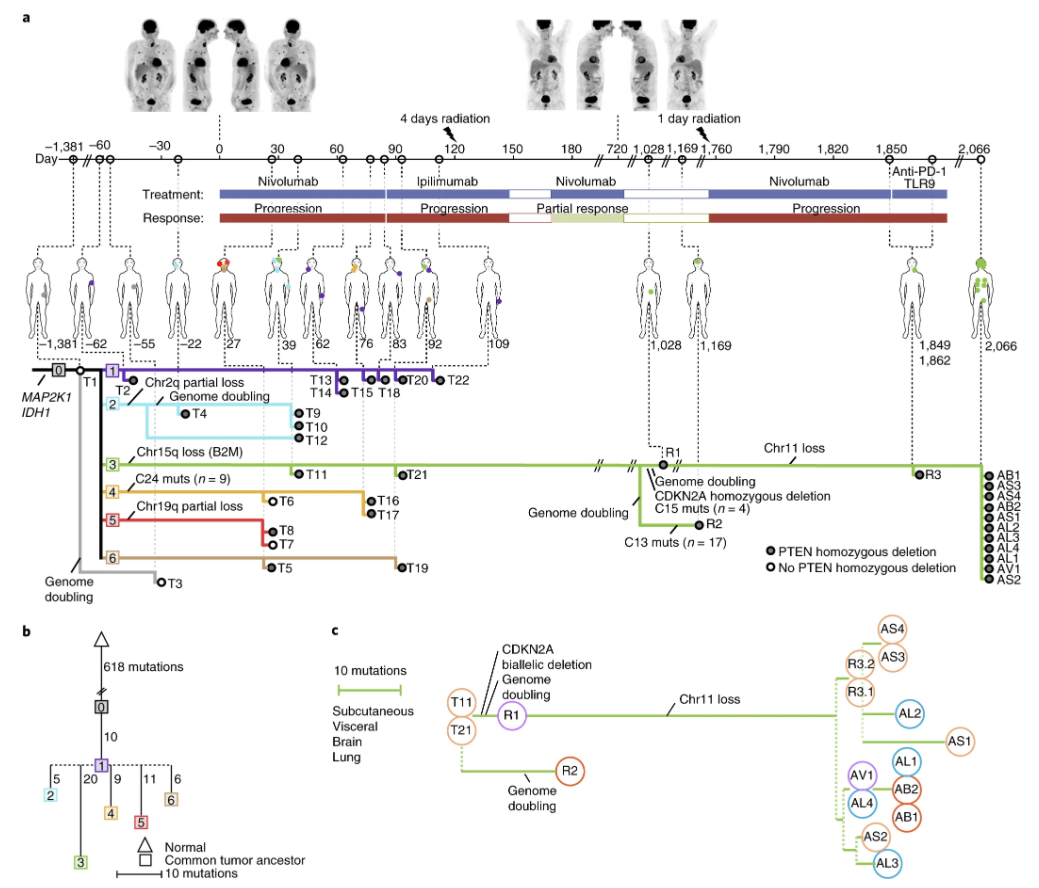 a
4 days radiation
1 day radiation
Day
−1,381 −60 −30 0 30 60 90 120 150 180 720 1,028 1,169 1,760 1,790 1,820 1,850 2,066
Anti-PD-1
TLR9
Treatment:
Nivolumab Ipilimumab Nivolumab Nivolumab
Response:
Progression Progression Partial response Progression
−1,381 −62 −55 −22 27 39 62 76 83 92 109 1,028 1,169 1,849 2,066
1,862
MAP2K1
IDH1
0 T1 1 T2 T13 T14 T15 T18 T20 T22
2 Chr2q partial loss
Genome doubling
T4 T9
T10
T12
3 Chr15q loss (B2M)
T11 T21
R1 Chr11 loss R3
Genome doubling
CDKN2A homozygous deletion
C15 muts (n = 4)
Genome doubling
R2
C13 muts (n = 17)
4 C24 muts (n = 9)
T6 T16
T17
5 Chr19q partial loss
T8
T7
6 T5 T19
Genome
doubling
T3
AB1
AS3
AS4
AB2
AS1
AL2
AL3
AL4
AL1
AV1
AS2
PTEN homozygous deletion
No PTEN homozygous deletion
b
618 mutations
0
10
1
5 20 9 11 6
2 3 4 5 6
Normal
Common tumor ancestor
10 mutations
c
10 mutations
Subcutaneous
Visceral
Brain
Lung
CDKN2A
biallelic deletion
Genome
doubling
T11
T21
R1
Chr11 loss
R2
Genome
doubling
AS4
AS3
R3.2
R3.1
AL2
AS1
AL1
AV1
AB2
AL4
AB1
AS2
AL3